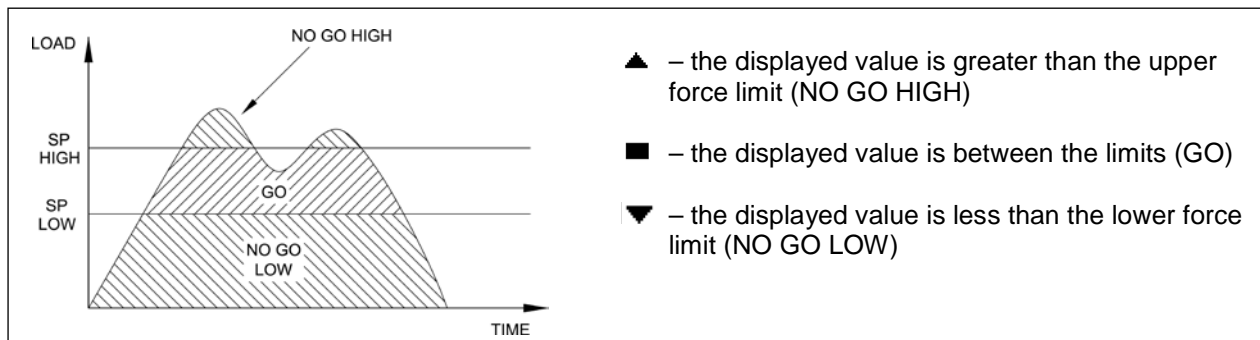 LOAD
NO GO HIGH
SP
HIGH
GO
SP
LOW
NO GO
LOW
TIME
▲ – the displayed value is greater than the upper
force limit (NO GO HIGH)
■ – the displayed value is between the limits (GO)
▼ – the displayed value is less than the lower force
limit (NO GO LOW)